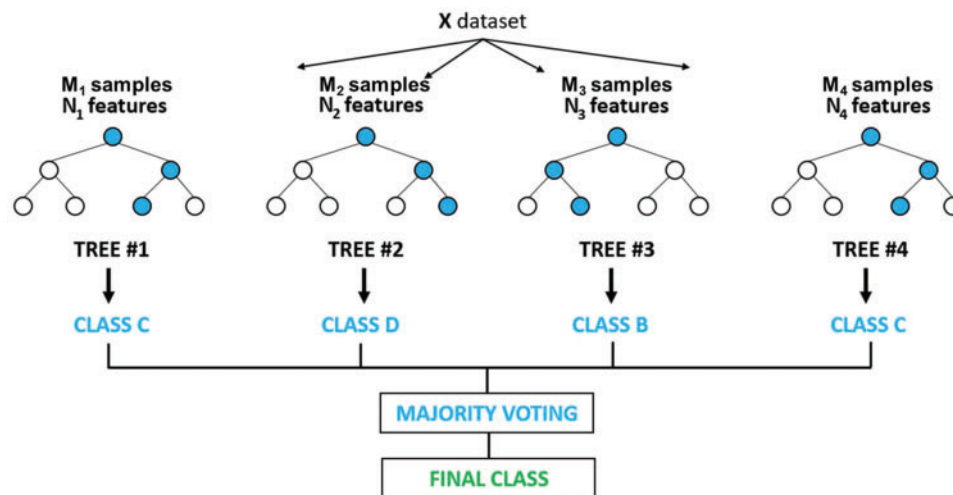 X dataset
M₁ samples
N₁ features
M₂ samples
N₂ features
M₃ samples
N₃ features
M₄ samples
N₄ features
TREE #1
TREE #2
TREE #3
TREE #4
CLASS C
CLASS D
CLASS B
CLASS C
MAJORITY VOTING
FINAL CLASS